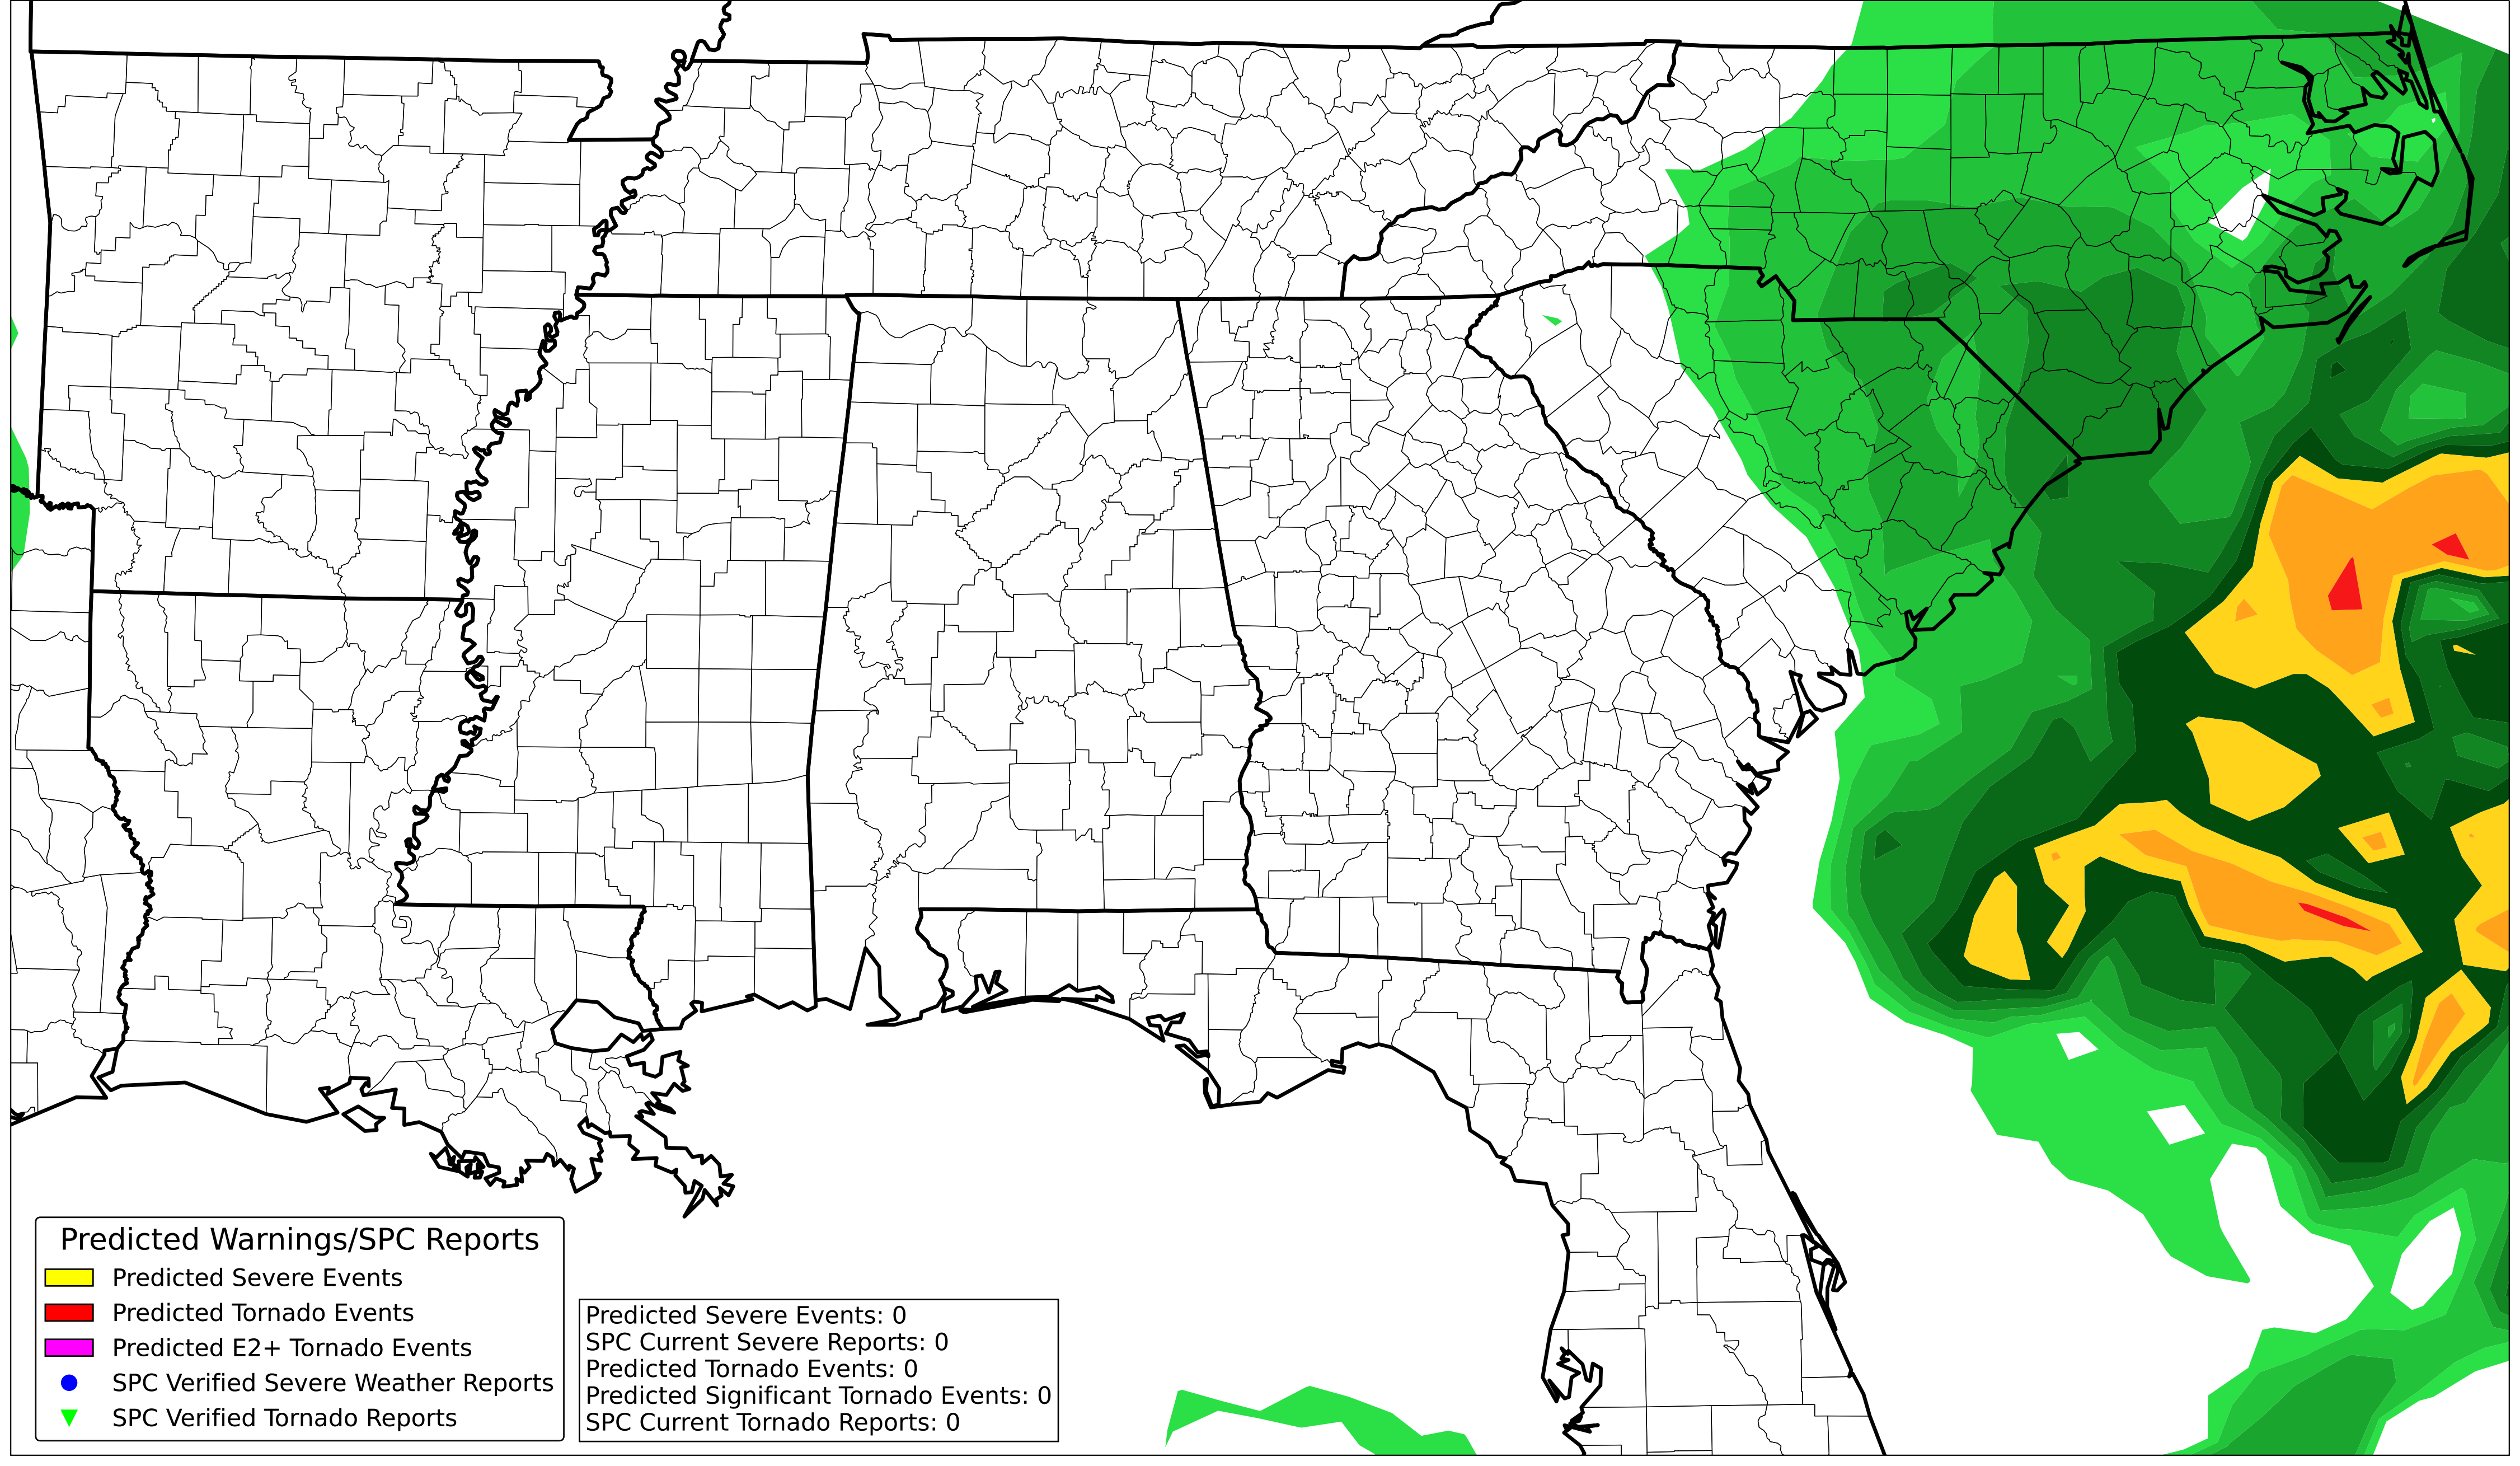 Predicted Warnings/SPC Reports
Predicted Severe Events
Predicted Tornado Events
Predicted E2+ Tornado Events
SPC Verified Severe Weather Reports
SPC Verified Tornado Reports
Predicted Severe Events: 0
SPC Current Severe Reports: 0
Predicted Tornado Events: 0
Predicted Significant Tornado Events: 0
SPC Current Tornado Reports: 0